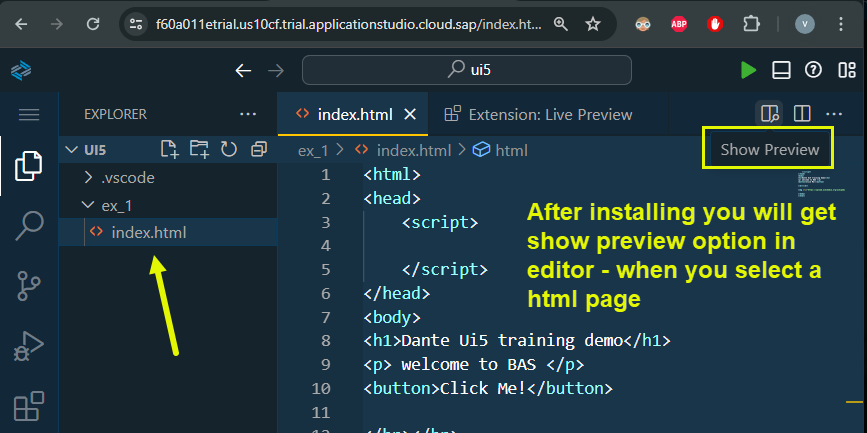 f60a011etrial.us10cf.trial.applicationstudio.cloud.sap/index.ht...
ABP
V
ui5
EXPLORER
...
index.html
Extension: Live Preview
...
UI5
.vscode
ex_1
index.html
ex_1 > index.html > html
Show Preview
1 <html>
2 <head>
3 <script>
4
5 </script>
6 </head>
7 <body>
8 <h1>Dante Ui5 training demo</h1>
9 <p> welcome to BAS </p>
10 <button>Click Me!</button>
11
After installing you will get
show preview option in
editor - when you select a
html page